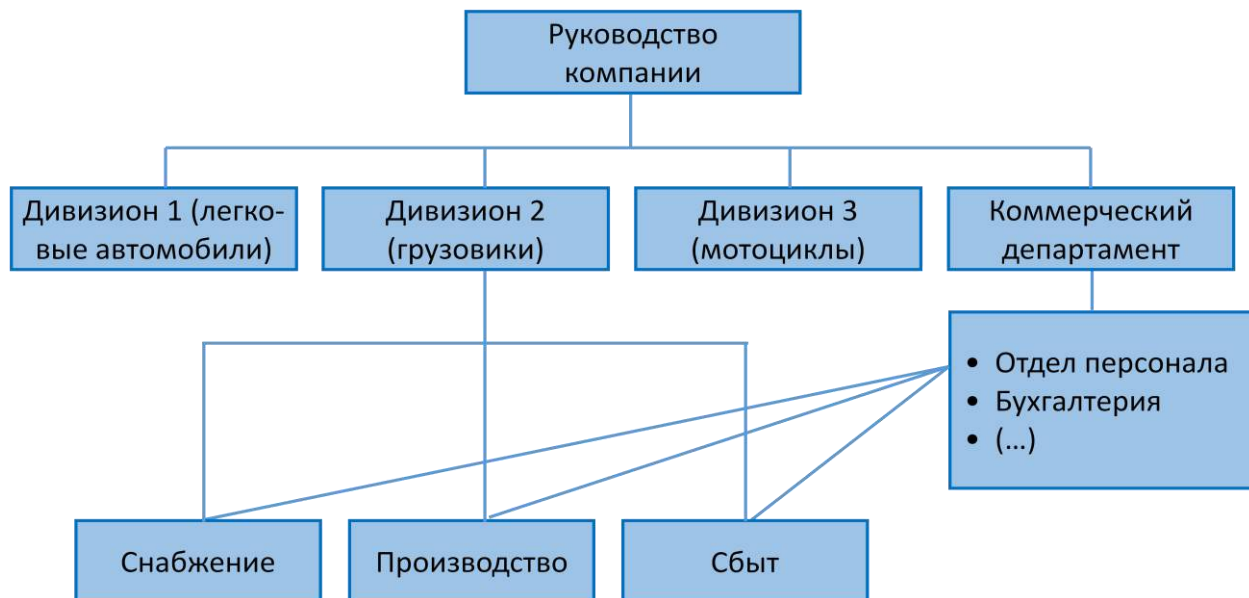 Руководство
компании
Дивизион 1 (легко-
вые автомобили)
Дивизион 2
(грузовики)
Дивизион 3
(мотоциклы)
Коммерческий
департамент
• Отдел персонала
• Бухгалтерия
• (...)
Снабжение
Производство
Сбыт